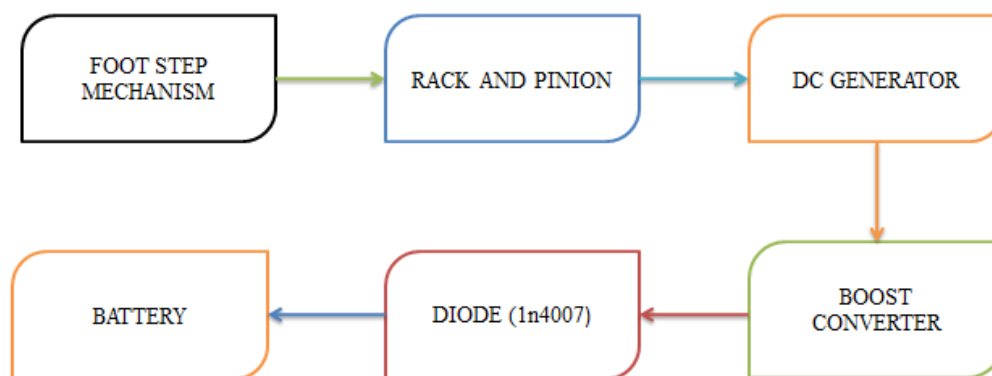 FOOT STEP
MECHANISM
RACK AND PINION
DC GENERATOR
BOOST
CONVERTER
DIODE (1n4007)
BATTERY